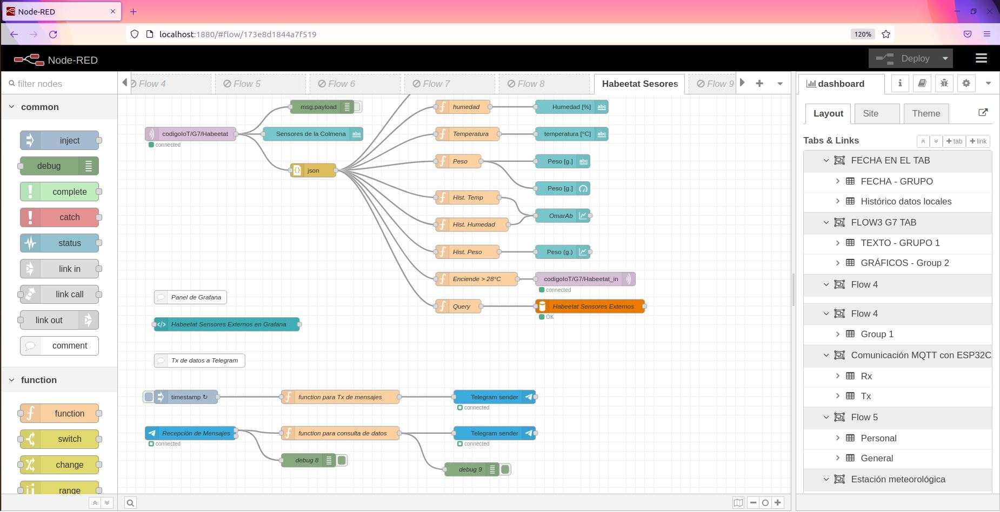 Node-RED
localhost:1880/#flow/173e8d1844a7f519
120%
Node-RED
Deploy
filter nodes
Flow 4
Flow 5
Flow 6
Flow 7
Flow 8
Habeetat Sesores
Flow 9
dashboard
common
inject
debug
complete
catch
status
link in
link call
link out
comment
function
function
switch
change
range
msg.payload
codigoIoT/G7/Habeetat
connected
Sensores de la Colmena
abc
json
humedad
Humedad [%]
abc
Temperatura
temperatura [°C]
abc
Peso
Peso [g.]
abc
Peso [g.]
Hist. Temp
OmarAb
Hist. Humedad
Hist. Peso
Peso (g.)
Enciende > 28°C
codigoIoT/G7/Habeetat_in
connected
Query
Habeetat Sensores Externos
OK
Panel de Grafana
Habeetat Sensores Externos en Grafana
Tx de datos a Telegram
timestamp ↻
function para Tx de mensajes
Telegram sender
connected
Recepción de Mensajes
connected
function para consulta de datos
Telegram sender
connected
debug 8
debug 9
Layout
Site
Theme
Tabs & Links
tab
link
FECHA EN EL TAB
FECHA - GRUPO
Histórico datos locales
FLOW3 G7 TAB
TEXTO - GRUPO 1
GRÁFICOS - Group 2
Flow 4
Flow 4
Group 1
Comunicación MQTT con ESP32C
Rx
Tx
Flow 5
Personal
General
Estación meteorológica